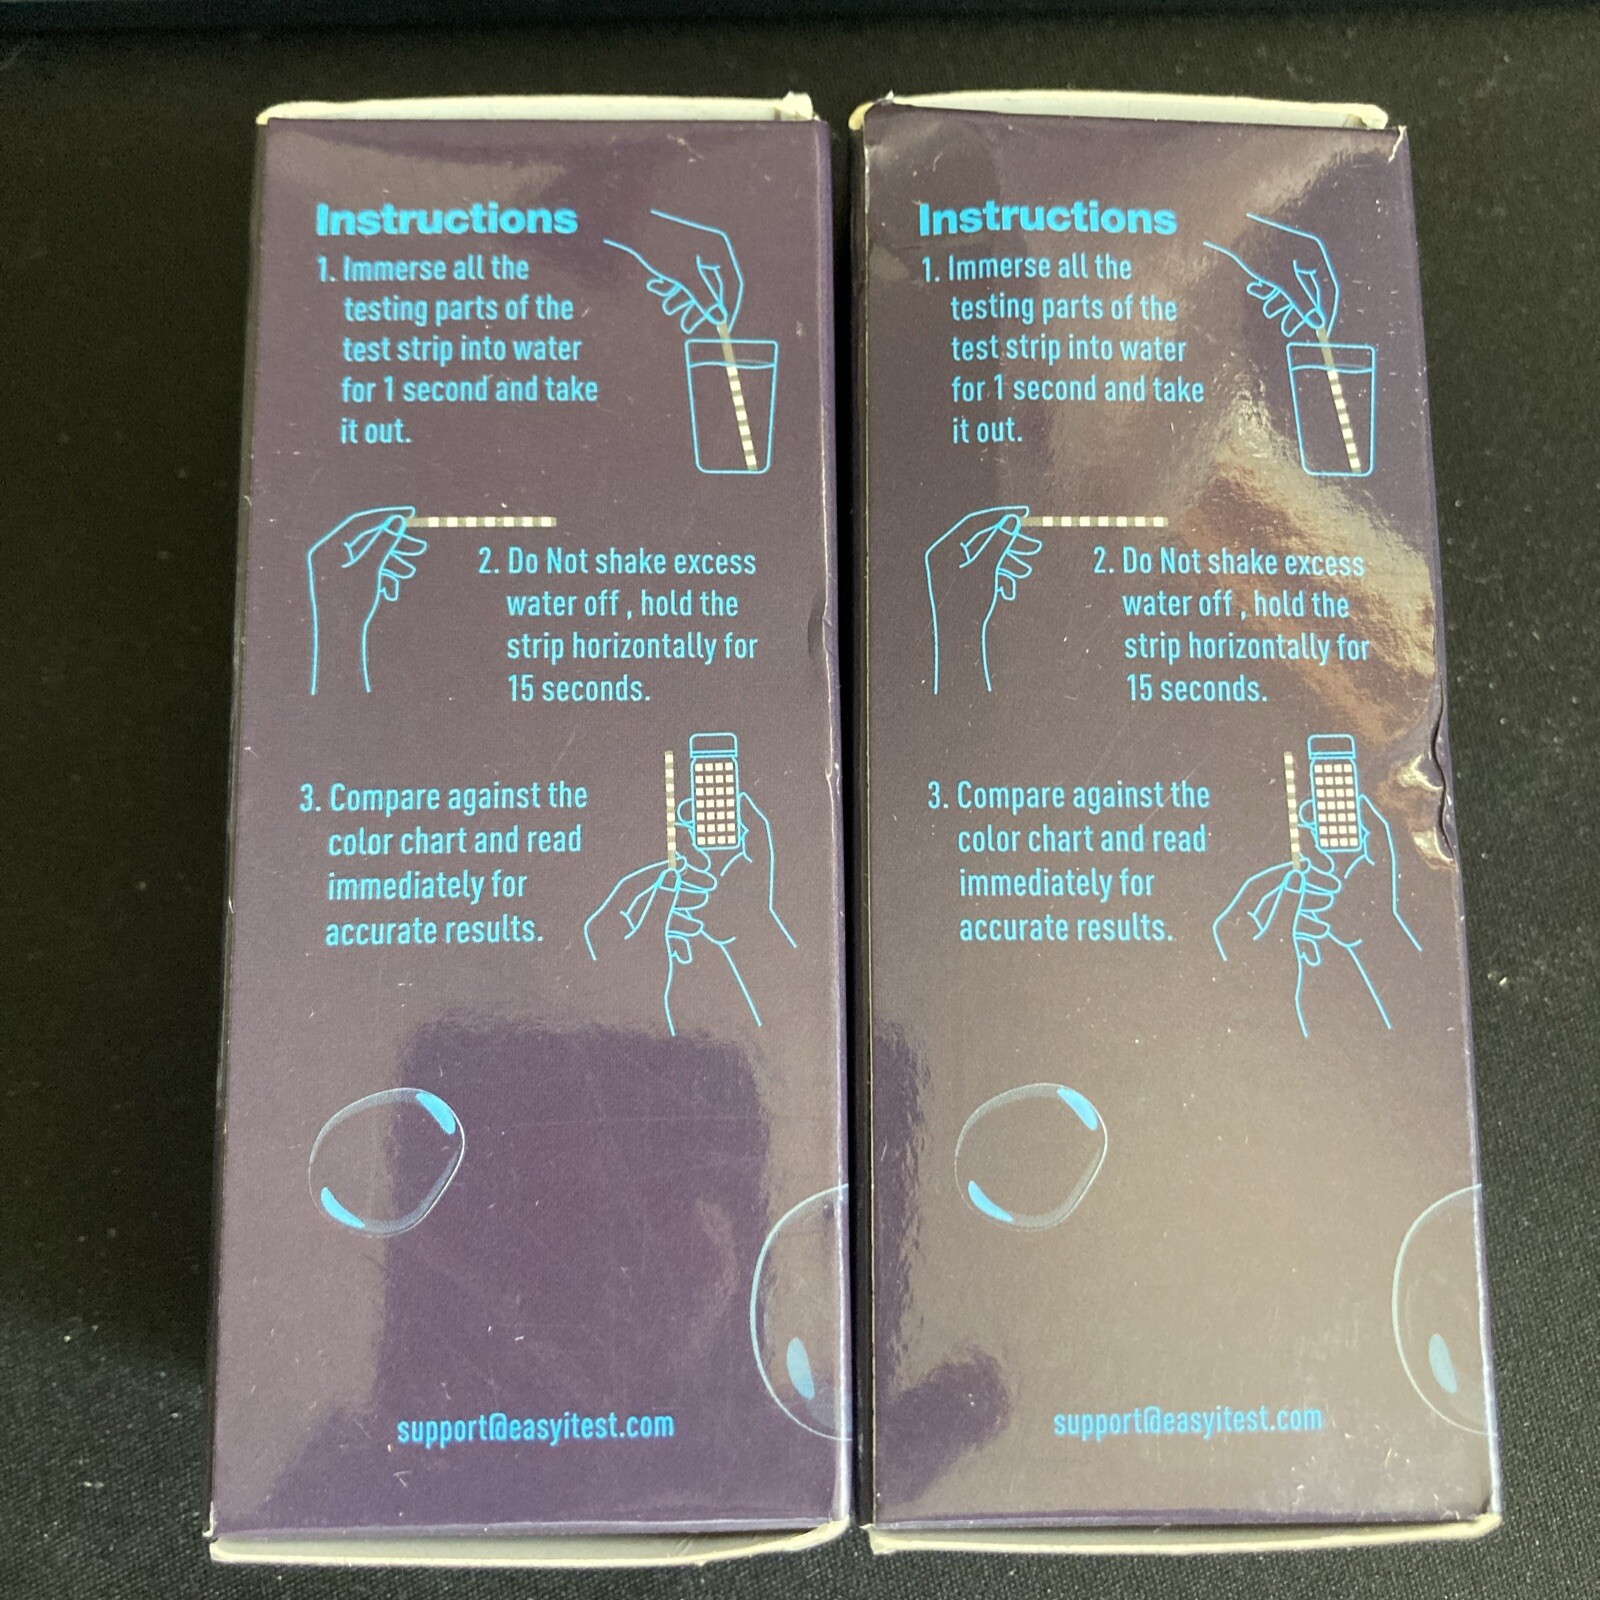 Instructions
1. Immerse all the
testing parts of the
test strip into water
for 1 second and take
it out.
2. Do Not shake excess
water off , hold the
strip horizontally for
15 seconds.
3. Compare against the
color chart and read
immediately for
accurate results.
support@easyitest.com
Instructions
1. Immerse all the
testing parts of the
test strip into water
for 1 second and take
it out.
2. Do Not shake excess
water off , hold the
strip horizontally for
15 seconds.
3. Compare against the
color chart and read
immediately for
accurate results.
support@easyitest.com